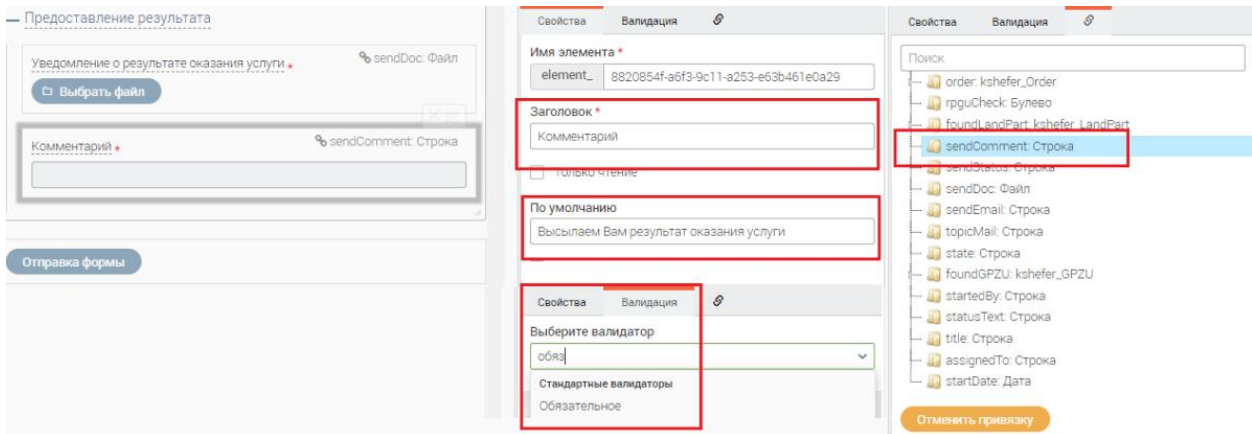 Предоставление результата
Уведомление о результате оказания услуги *
sendDoc: Файл
Выбрать файл
Комментарий *
sendComment: Строка
Отправка формы
Свойства Валидация
Имя элемента *
element_ 8820854f-a6f3-9c11-a253-e63b461e0a29
Заголовок *
Комментарий
Только чтение
По умолчанию
Высылаем Вам результат оказания услуги
Свойства Валидация
Выберите валидатор
обяз
Стандартные валидаторы
Обязательное
Свойства Валидация
Поиск
order: kshefer_Order
rpguCheck: Булево
foundLandPart: kshefer_LandPart
sendComment: Строка
sendStatus: Строка
sendDoc: Файл
sendEmail: Строка
topicMail: Строка
state: Строка
foundGPZU: kshefer_GPZU
startedBy: Строка
statusText: Строка
title: Строка
assignedTo: Строка
startDate: Дата
Отменить привязку